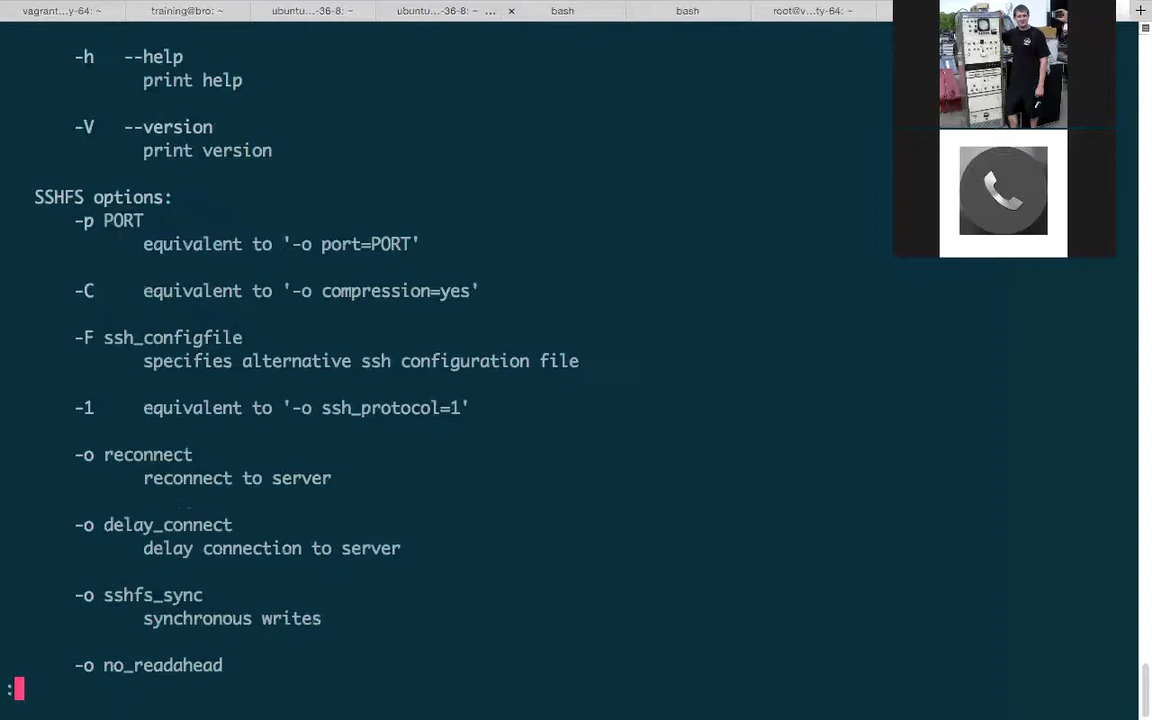 vagrant...y-64: ~ training@bro: ~ ubuntu...-36-8: ~ ubuntu...-36-8: ~ ... × bash bash root@v...ty-64: ~ +
-h --help
print help
-V --version
print version
SSHFS options:
-p PORT
equivalent to '-o port=PORT'
-C equivalent to '-o compression=yes'
-F ssh_configfile
specifies alternative ssh configuration file
-1 equivalent to '-o ssh_protocol=1'
-o reconnect
reconnect to server
-o delay_connect
delay connection to server
-o sshfs_sync
synchronous writes
-o no_readahead
: